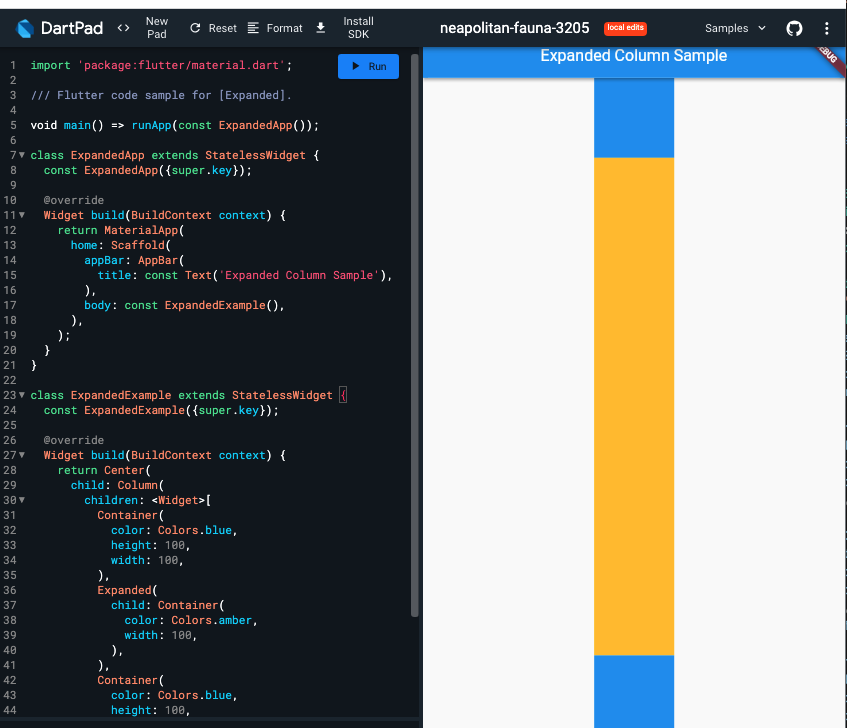 DartPad
<> New Pad
Reset
Format
Install SDK
neapolitan-fauna-3205
local edits
Samples
Run
1 import 'package:flutter/material.dart';
2
3 /// Flutter code sample for [Expanded].
4
5 void main() => runApp(const ExpandedApp());
6
7 class ExpandedApp extends StatelessWidget {
8 const ExpandedApp({super.key});
9
10 @override
11 Widget build(BuildContext context) {
12 return MaterialApp(
13 home: Scaffold(
14 appBar: AppBar(
15 title: const Text('Expanded Column Sample'),
16 ),
17 body: const ExpandedExample(),
18 ),
19 );
20 }
21 }
22
23 class ExpandedExample extends StatelessWidget {
24 const ExpandedExample({super.key});
25
26 @override
27 Widget build(BuildContext context) {
28 return Center(
29 child: Column(
30 children: <Widget>[
31 Container(
32 color: Colors.blue,
33 height: 100,
34 width: 100,
35 ),
36 Expanded(
37 child: Container(
38 color: Colors.amber,
39 width: 100,
40 ),
41 ),
42 Container(
43 color: Colors.blue,
44 height: 100,
Expanded Column Sample